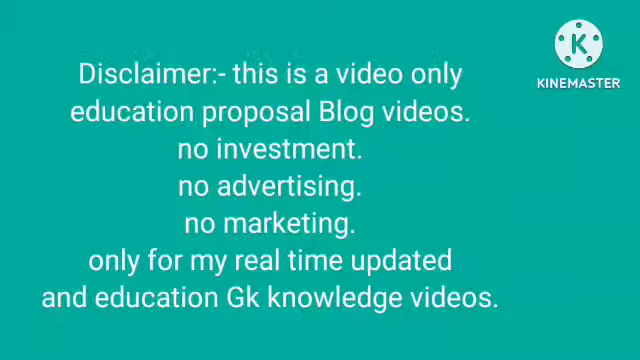 Disclaimer:- this is a video only
education proposal Blog videos.
no investment.
no advertising.
no marketing.
only for my real time updated
and education Gk knowledge videos.
K
KINEMASTER